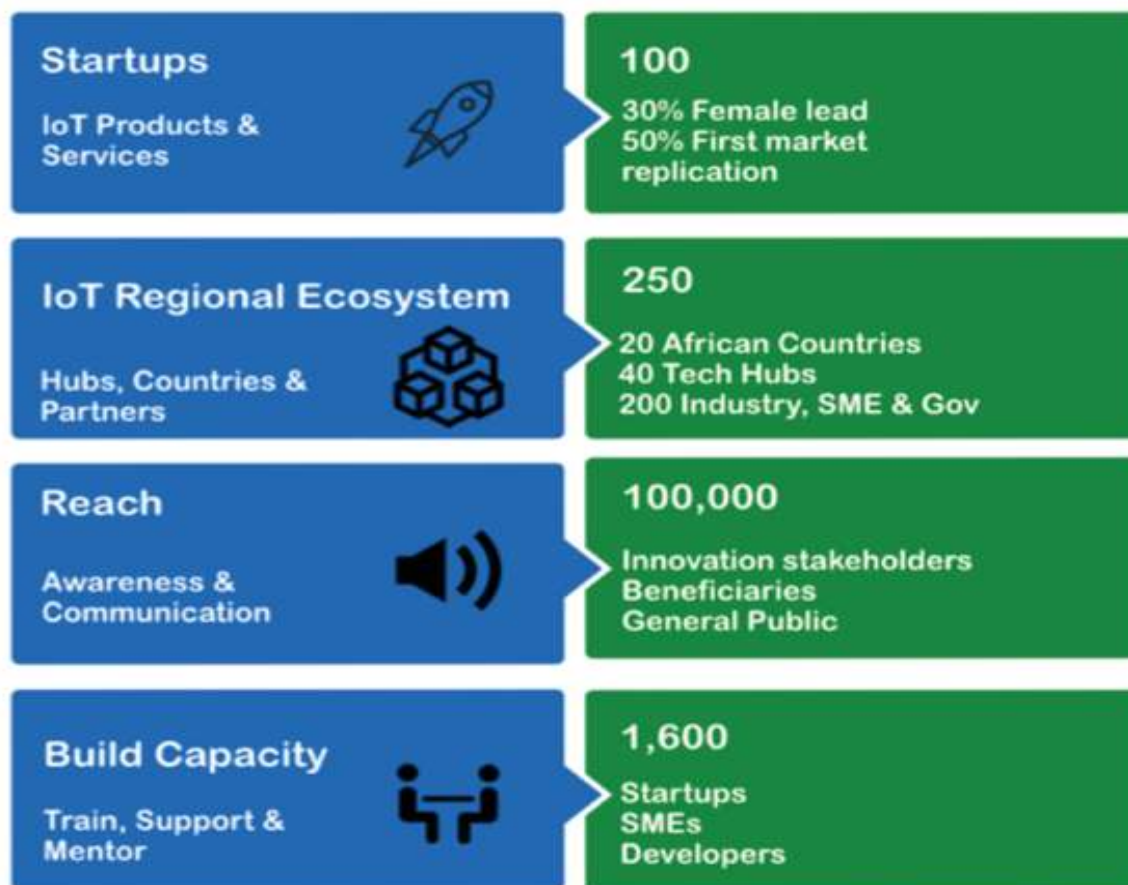 Startups
IoT Products &
Services
100
30% Female lead
50% First market
replication
IoT Regional Ecosystem
Hubs, Countries &
Partners
250
20 African Countries
40 Tech Hubs
200 Industry, SME & Gov
Reach
Awareness &
Communication
100,000
Innovation stakeholders
Beneficiaries
General Public
Build Capacity
Train, Support &
Mentor
1,600
Startups
SMEs
Developers